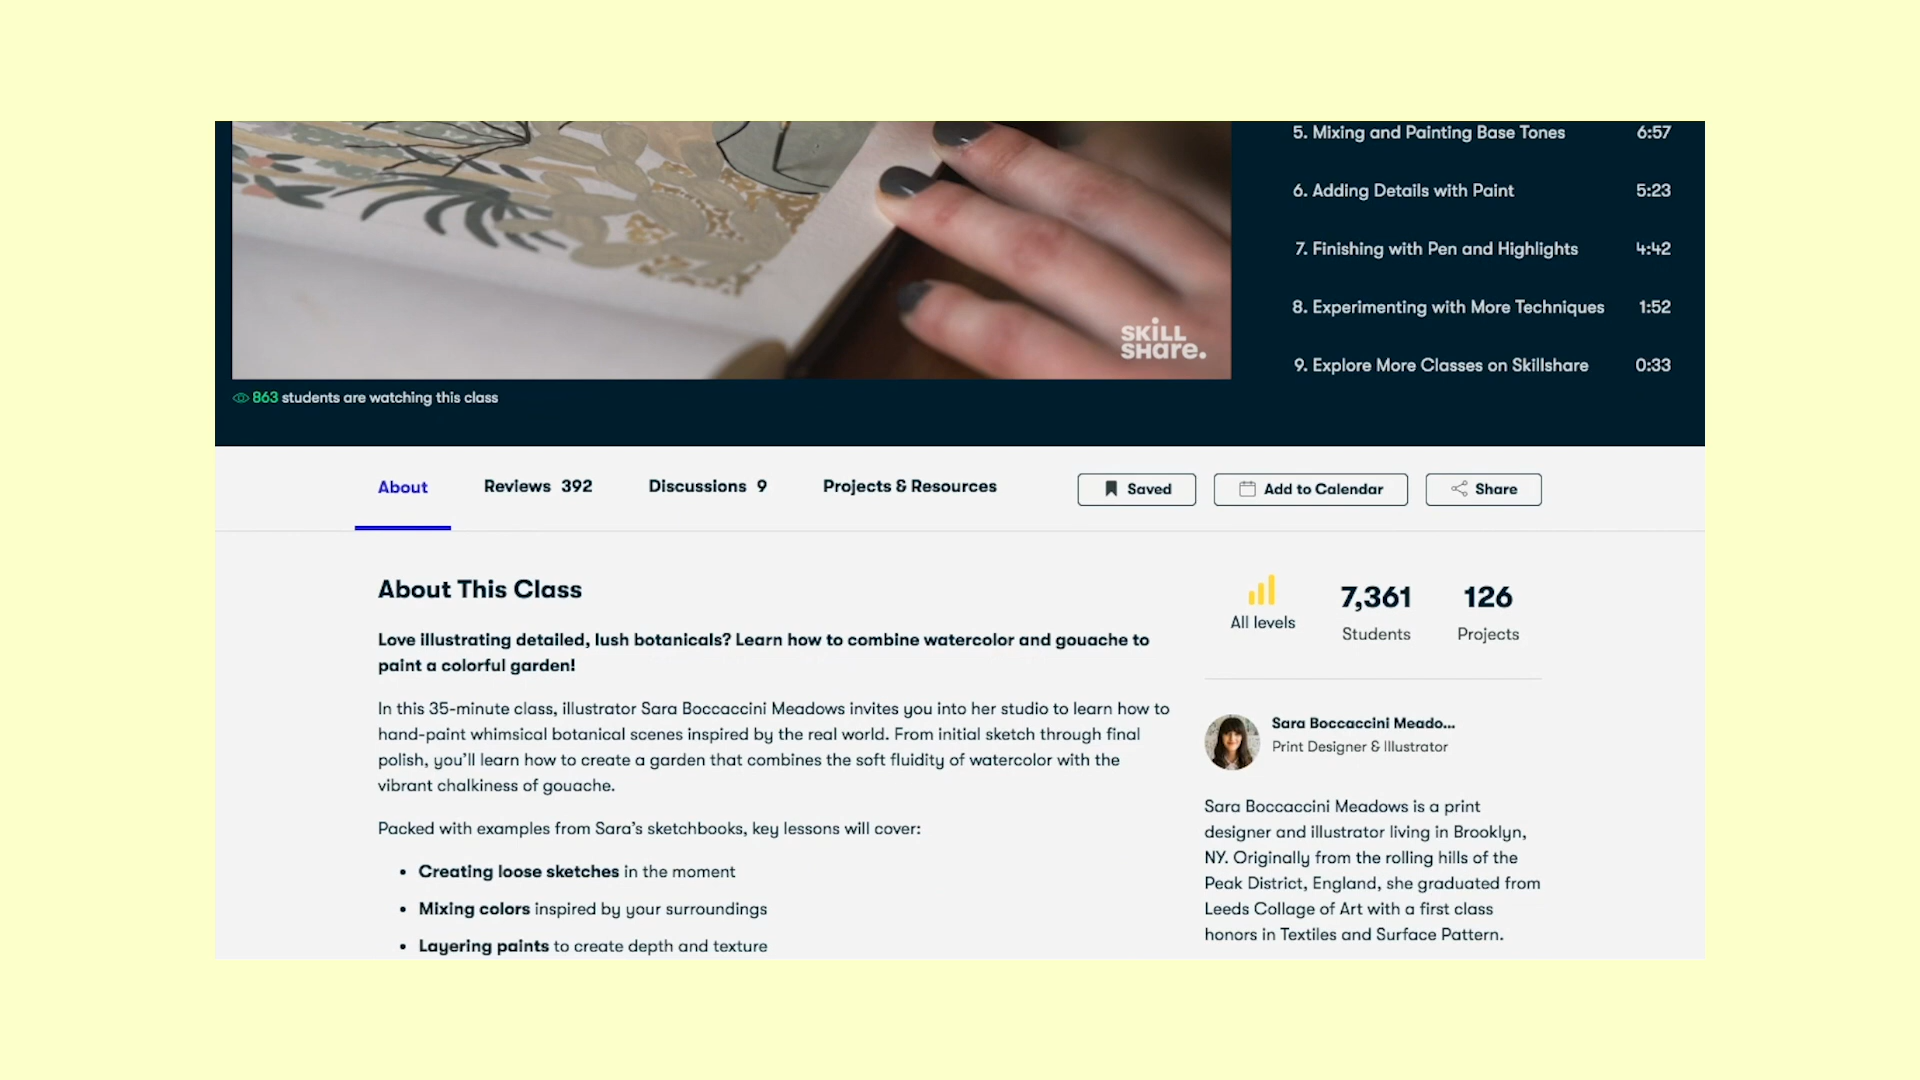 5. Mixing and Painting Base Tones 6:57
6. Adding Details with Paint 5:23
7. Finishing with Pen and Highlights 4:42
8. Experimenting with More Techniques 1:52
9. Explore More Classes on Skillshare 0:33
SKILL
SHARE.
863 students are watching this class
About Reviews 392 Discussions 9 Projects & Resources Saved Add to Calendar Share
About This Class
Love illustrating detailed, lush botanicals? Learn how to combine watercolor and gouache to
paint a colorful garden!
In this 35-minute class, illustrator Sara Boccaccini Meadows invites you into her studio to learn how to
hand-paint whimsical botanical scenes inspired by the real world. From initial sketch through final
polish, you'll learn how to create a garden that combines the soft fluidity of watercolor with the
vibrant chalkiness of gouache.
Packed with examples from Sara's sketchbooks, key lessons will cover:
• Creating loose sketches in the moment
• Mixing colors inspired by your surroundings
• Layering paints to create depth and texture
All levels
7,361
Students
126
Projects
Sara Boccaccini Meado...
Print Designer & Illustrator
Sara Boccaccini Meadows is a print
designer and illustrator living in Brooklyn,
NY. Originally from the rolling hills of the
Peak District, England, she graduated from
Leeds Collage of Art with a first class
honors in Textiles and Surface Pattern.